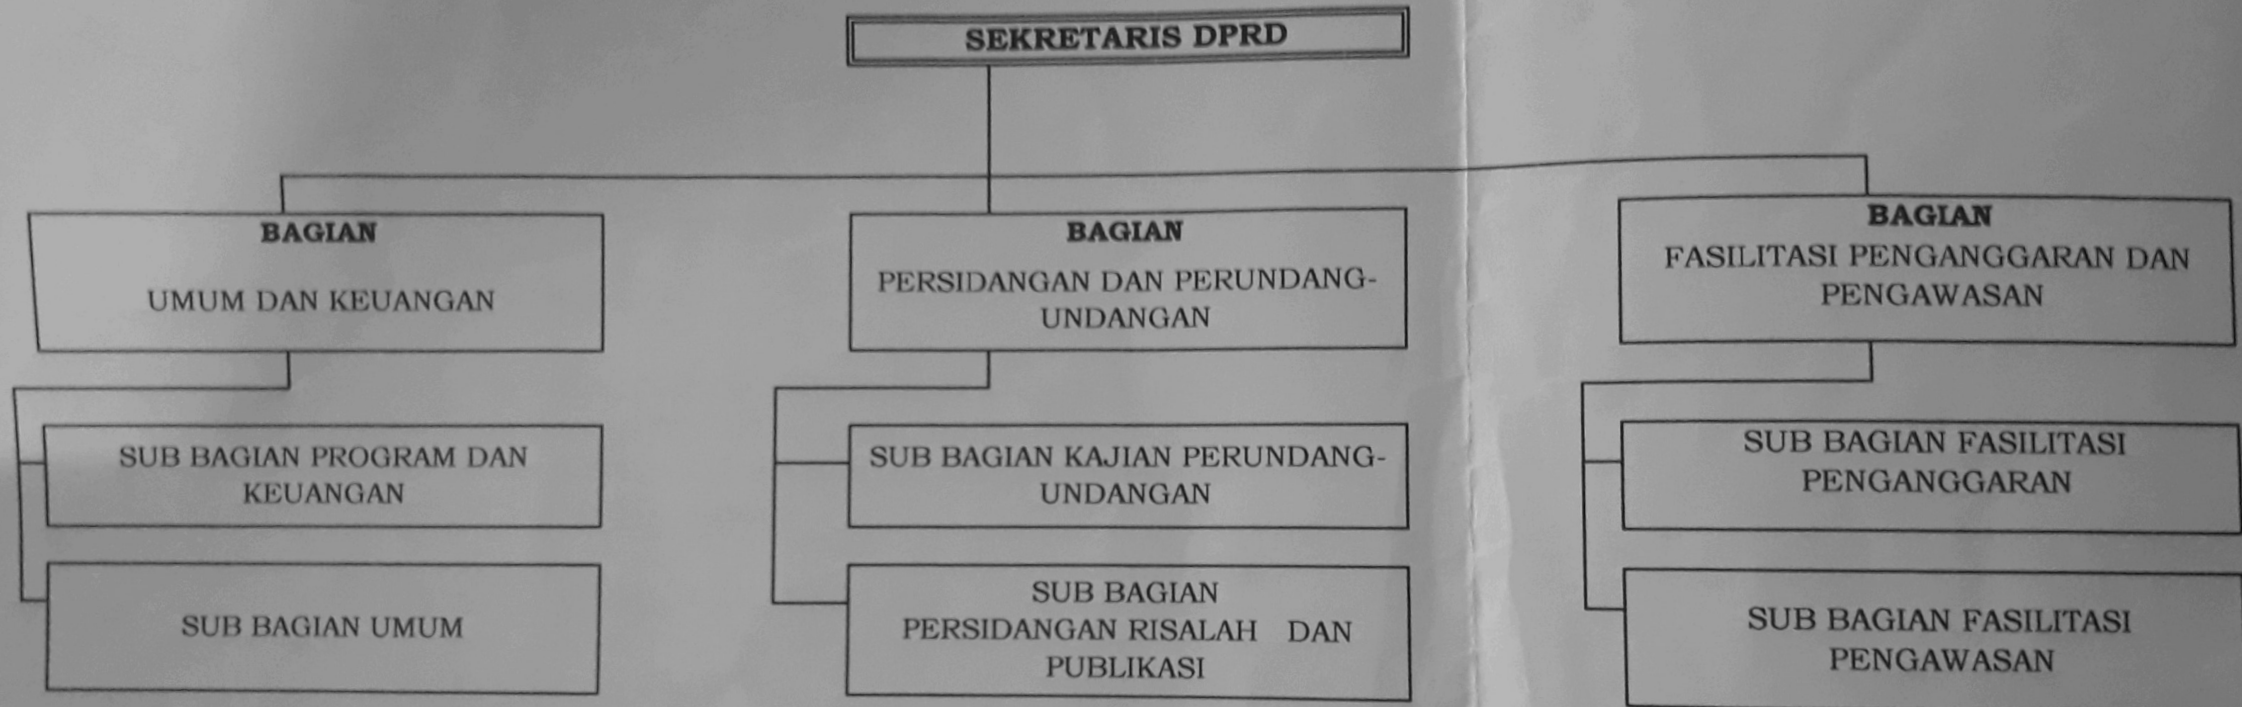 SEKRETARIS DPRD
BAGIAN
UMUM DAN KEUANGAN
BAGIAN
PERSIDANGAN DAN PERUNDANG-
UNDANGAN
BAGIAN
FASILITASI PENGANGGARAN DAN
PENGAWASAN
SUB BAGIAN PROGRAM DAN
KEUANGAN
SUB BAGIAN UMUM
SUB BAGIAN KAJIAN PERUNDANG-
UNDANGAN
SUB BAGIAN
PERSIDANGAN RISALAH DAN
PUBLIKASI
SUB BAGIAN FASILITASI
PENGANGGARAN
SUB BAGIAN FASILITASI
PENGAWASAN